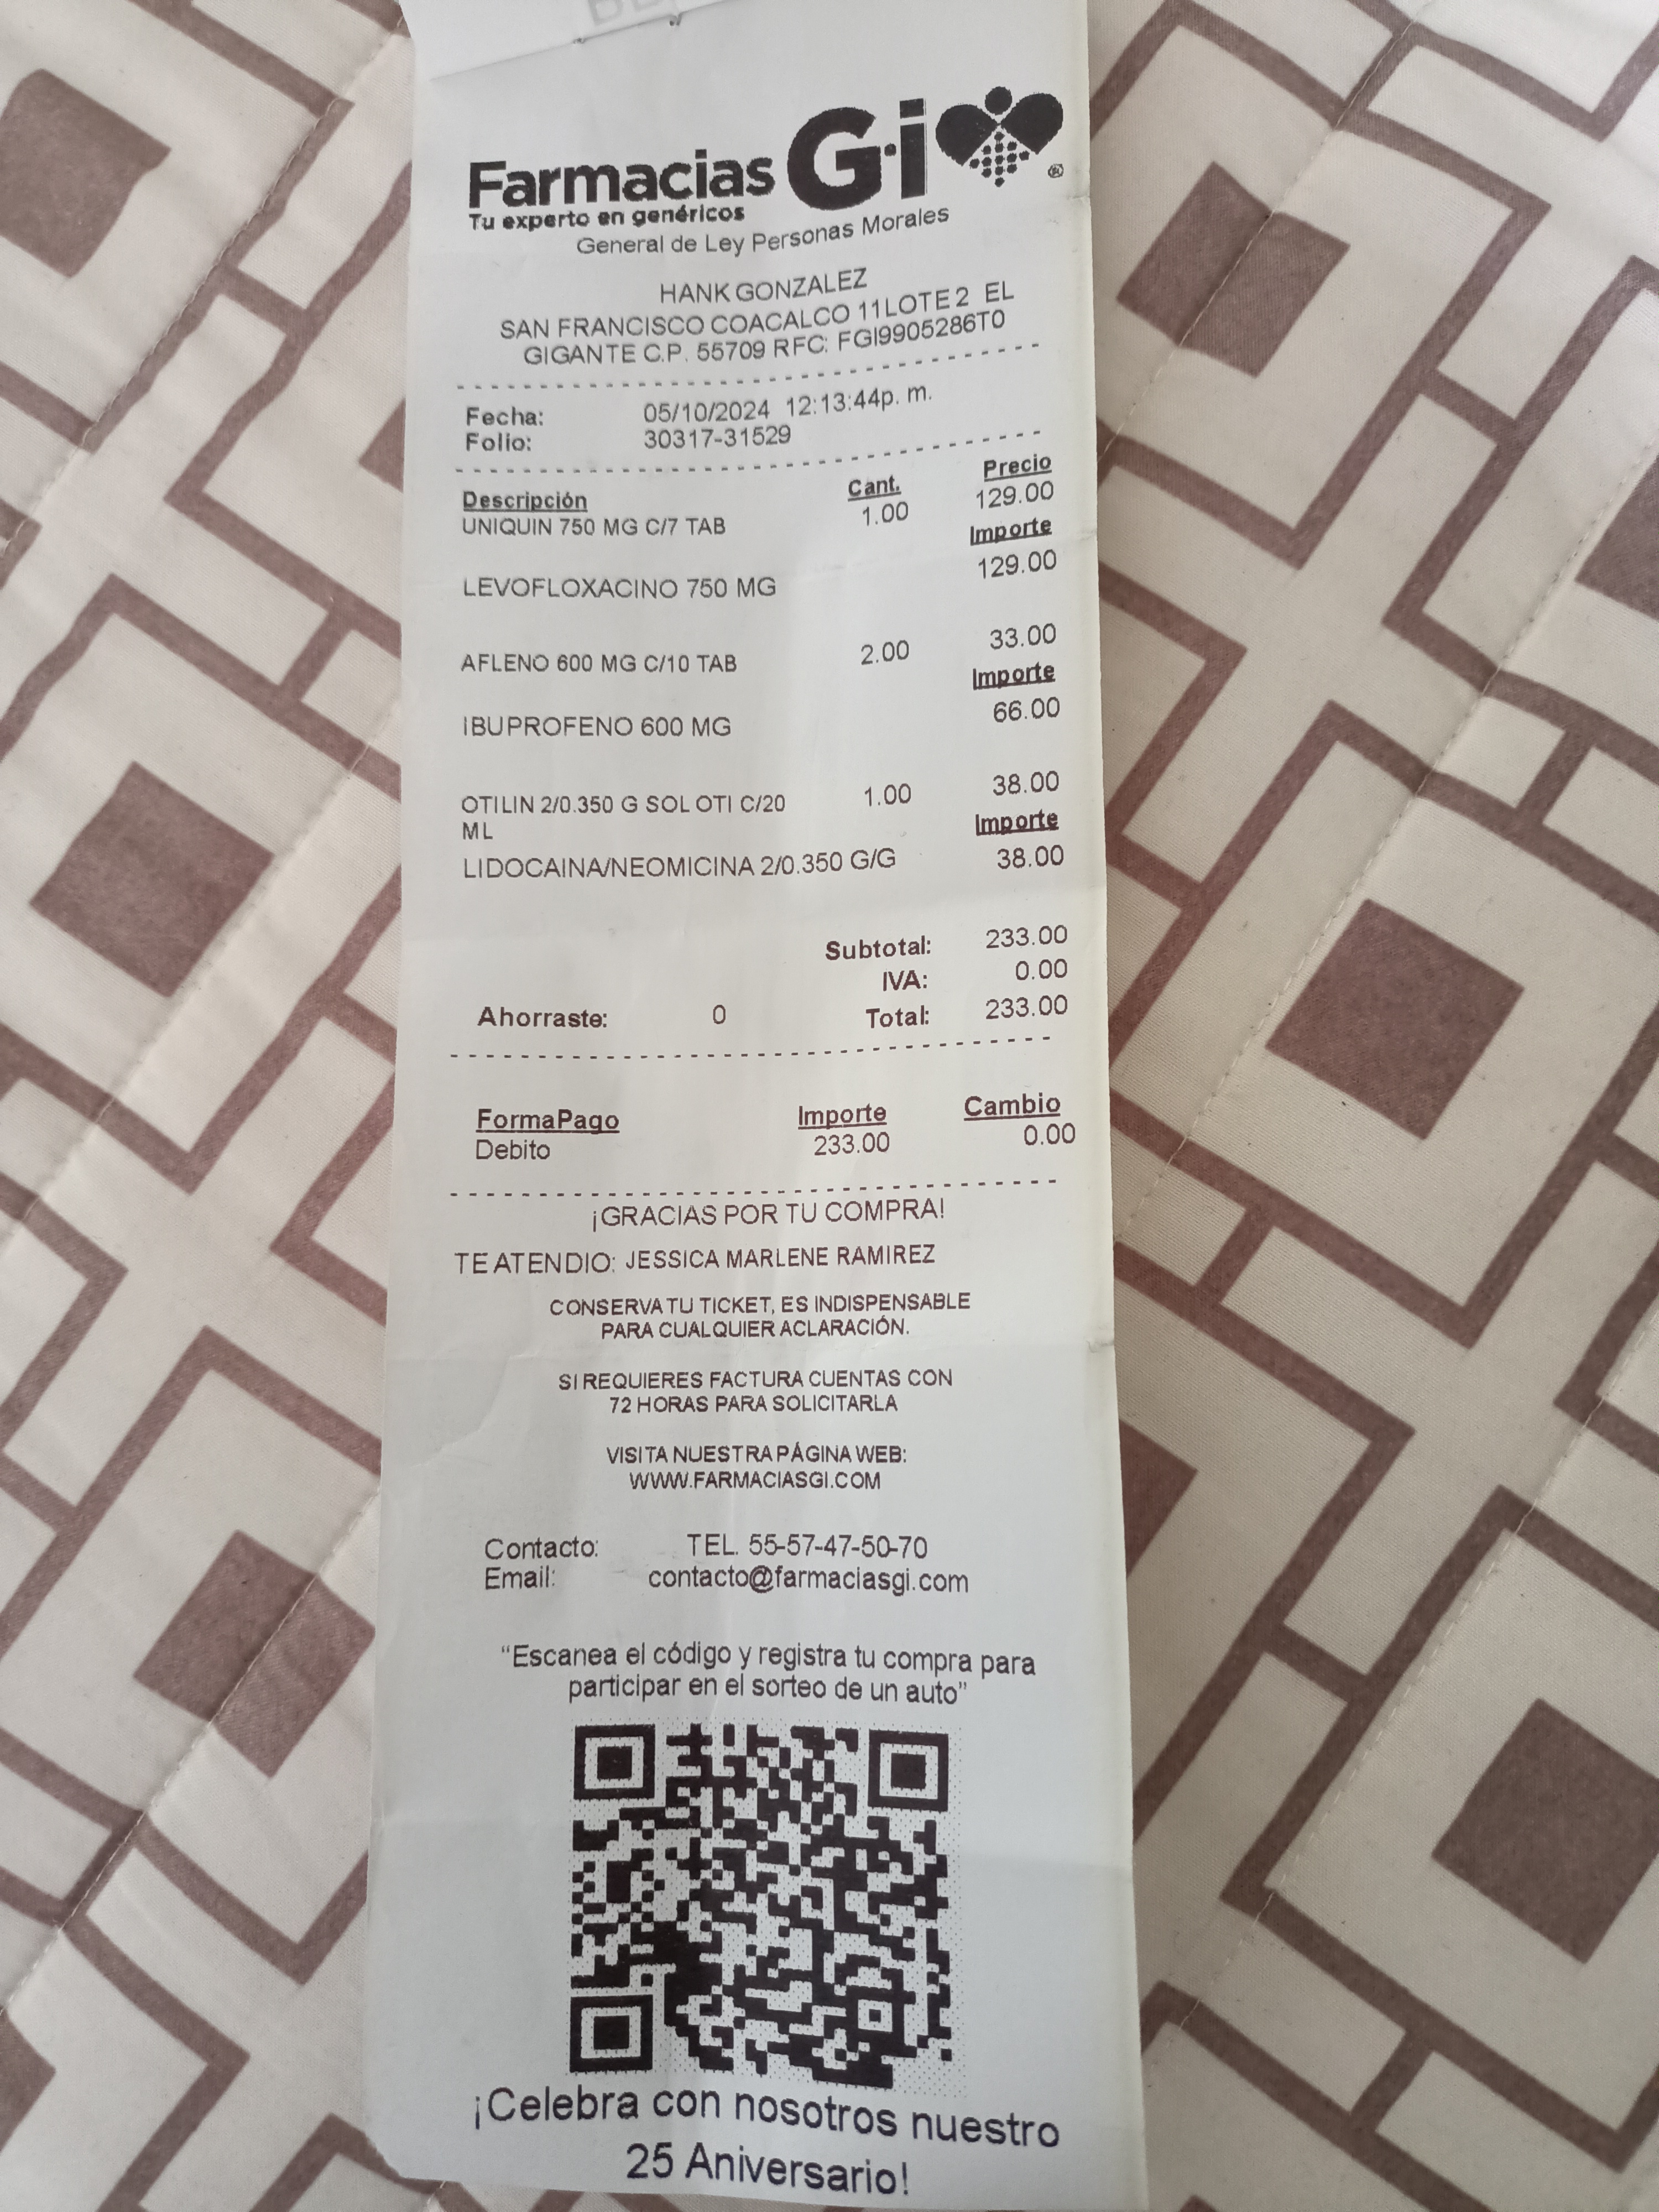 Farmacias G·i ®
Tu experto en genéricos
General de Ley Personas Morales
HANK GONZALEZ
SAN FRANCISCO COACALCO 11LOTE 2 EL
GIGANTE C.P. 55709 RFC: FGI9905286T0
Fecha: 05/10/2024 12:13:44p. m.
Folio: 30317-31529
Descripción Cant. Precio
UNIQUIN 750 MG C/7 TAB 1.00 129.00
Importe
LEVOFLOXACINO 750 MG 129.00
AFLENO 600 MG C/10 TAB 2.00 33.00
Importe
IBUPROFENO 600 MG 66.00
OTILIN 2/0.350 G SOL OTI C/20 1.00 38.00
ML Importe
LIDOCAINA/NEOMICINA 2/0.350 G/G 38.00
Subtotal: 233.00
IVA: 0.00
Ahorraste: 0 Total: 233.00
FormaPago Importe Cambio
Debito 233.00 0.00
¡GRACIAS POR TU COMPRA!
TE ATENDIO: JESSICA MARLENE RAMIREZ
CONSERVA TU TICKET, ES INDISPENSABLE
PARA CUALQUIER ACLARACIÓN.
SI REQUIERES FACTURA CUENTAS CON
72 HORAS PARA SOLICITARLA
VISITA NUESTRA PÁGINA WEB:
WWW.FARMACIASGI.COM
Contacto: TEL. 55-57-47-50-70
Email: contacto@farmaciasgi.com
“Escanea el código y registra tu compra para
participar en el sorteo de un auto”
¡Celebra con nosotros nuestro
25 Aniversario!